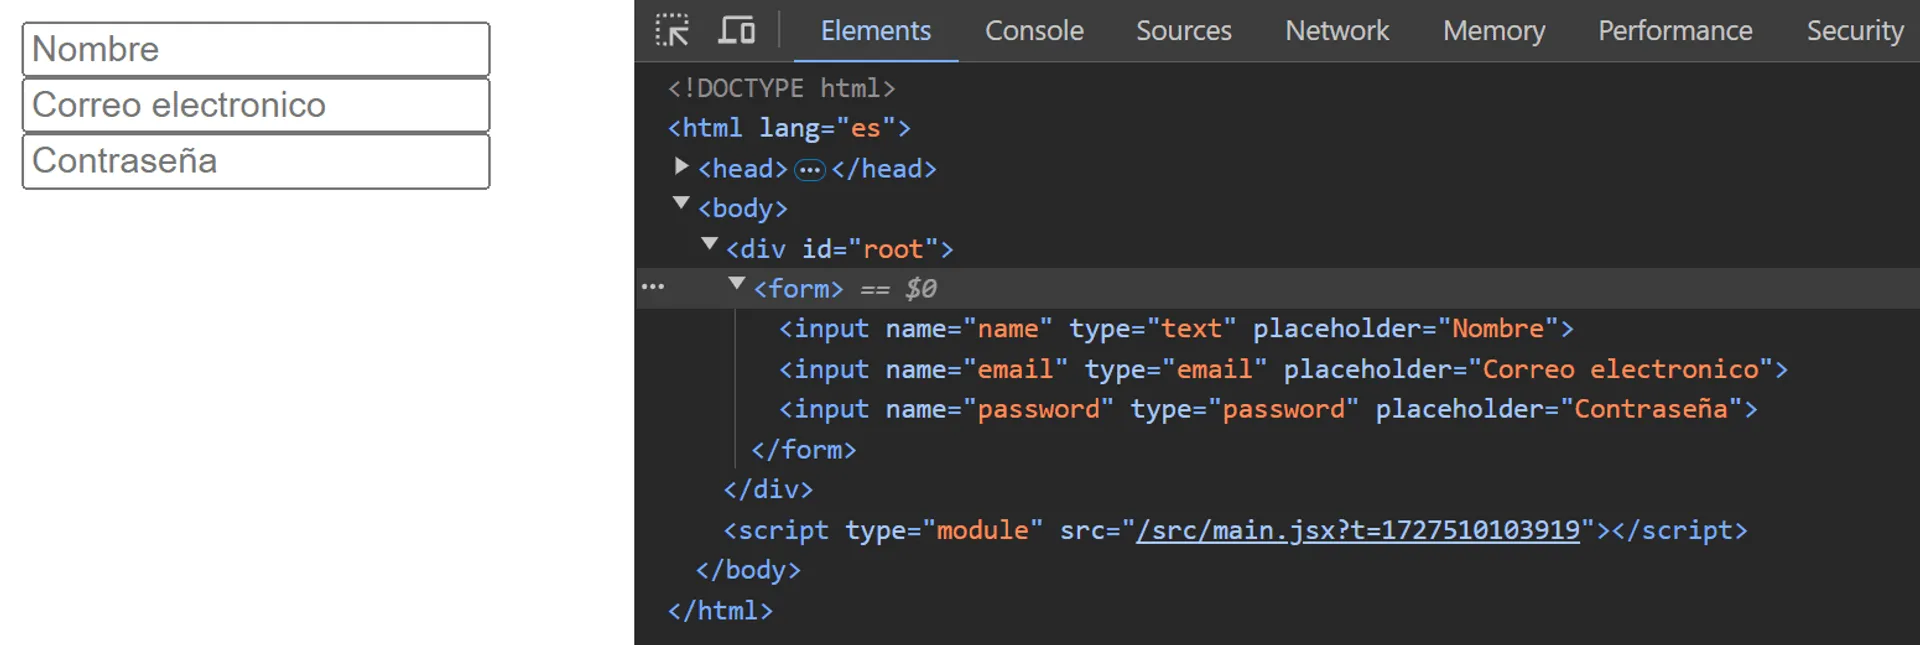 Nombre
Correo electronico
Contraseña
Elements Console Sources Network Memory Performance Security
<!DOCTYPE html>
<html lang="es">
<head>…</head>
<body>
<div id="root">
<form> == $0
<input name="name" type="text" placeholder="Nombre">
<input name="email" type="email" placeholder="Correo electronico">
<input name="password" type="password" placeholder="Contraseña">
</form>
</div>
<script type="module" src="/src/main.jsx?t=1727510103919"></script>
</body>
</html>